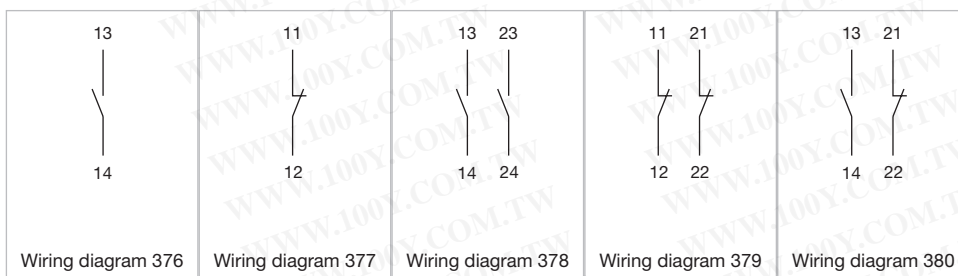 13 11 13 23 11 21 13 21
14 12 14 24 12 22 14 22
Wiring diagram 376 Wiring diagram 377 Wiring diagram 378 Wiring diagram 379 Wiring diagram 380
WWW.100Y.COM.TW